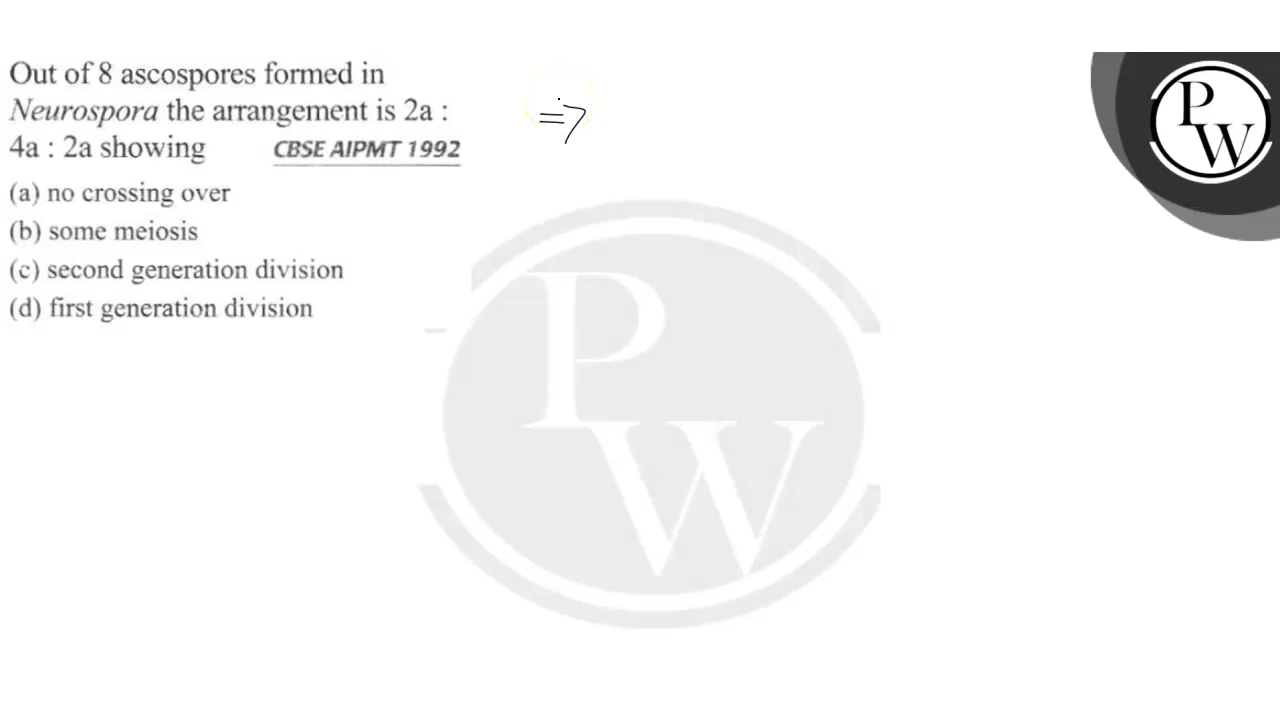 Out of 8 ascospores formed in
Neurospora the arrangement is 2a :
4a : 2a showing CBSE AIPMT 1992
(a) no crossing over
(b) some meiosis
(c) second generation division
(d) first generation division
=7
P
W
P
W